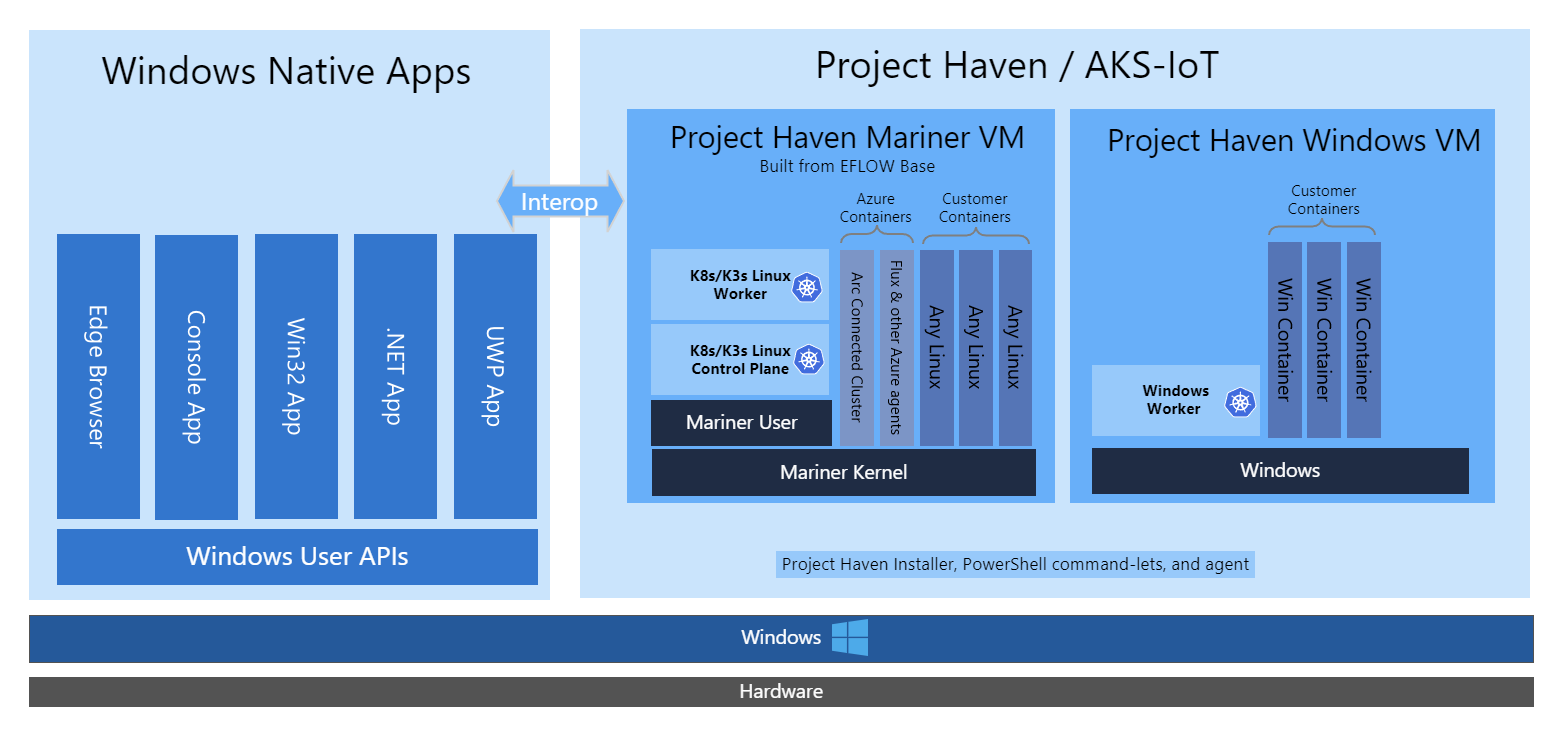 Windows Native Apps
Edge Browser
Console App
Win32 App
.NET App
UWP App
Windows User APIs
Interop
Project Haven / AKS-IoT
Project Haven Mariner VM
Built from EFLOW Base
Azure
Containers
Customer
Containers
K8s/K3s Linux
Worker
K8s/K3s Linux
Control Plane
Mariner User
Arc Connected Cluster
Flux & other Azure agents
Any Linux
Any Linux
Any Linux
Mariner Kernel
Project Haven Windows VM
Customer
Containers
Windows
Worker
Win Container
Win Container
Win Container
Windows
Project Haven Installer, PowerShell command-lets, and agent
Windows
Hardware